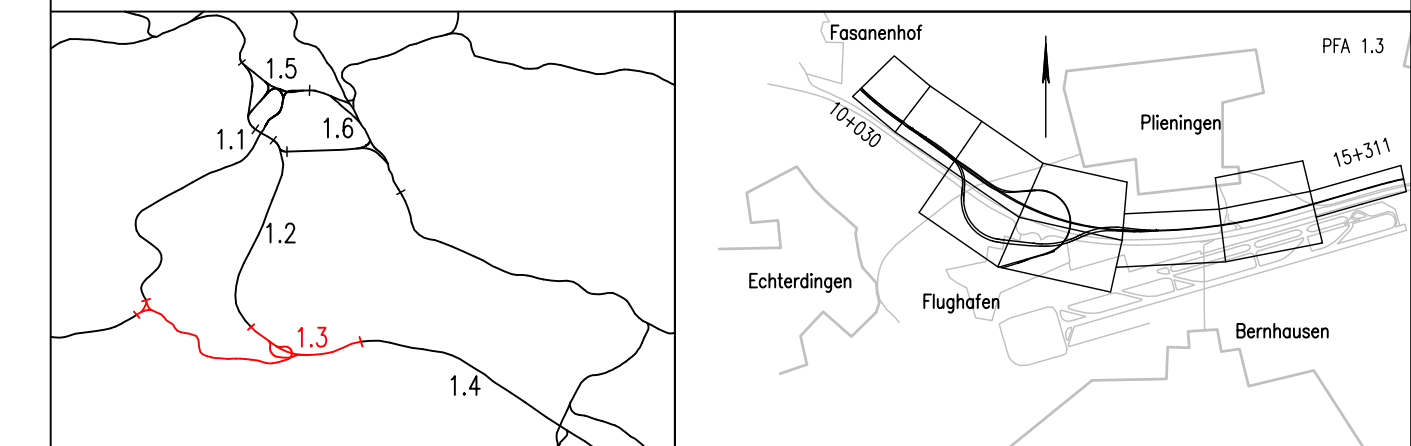 1.5
1.1
1.6
1.2
1.3
1.4
Fasanenhof
PFA 1.3
10+030
Plieningen
15+311
Echterdingen
Flughafen
Bernhausen